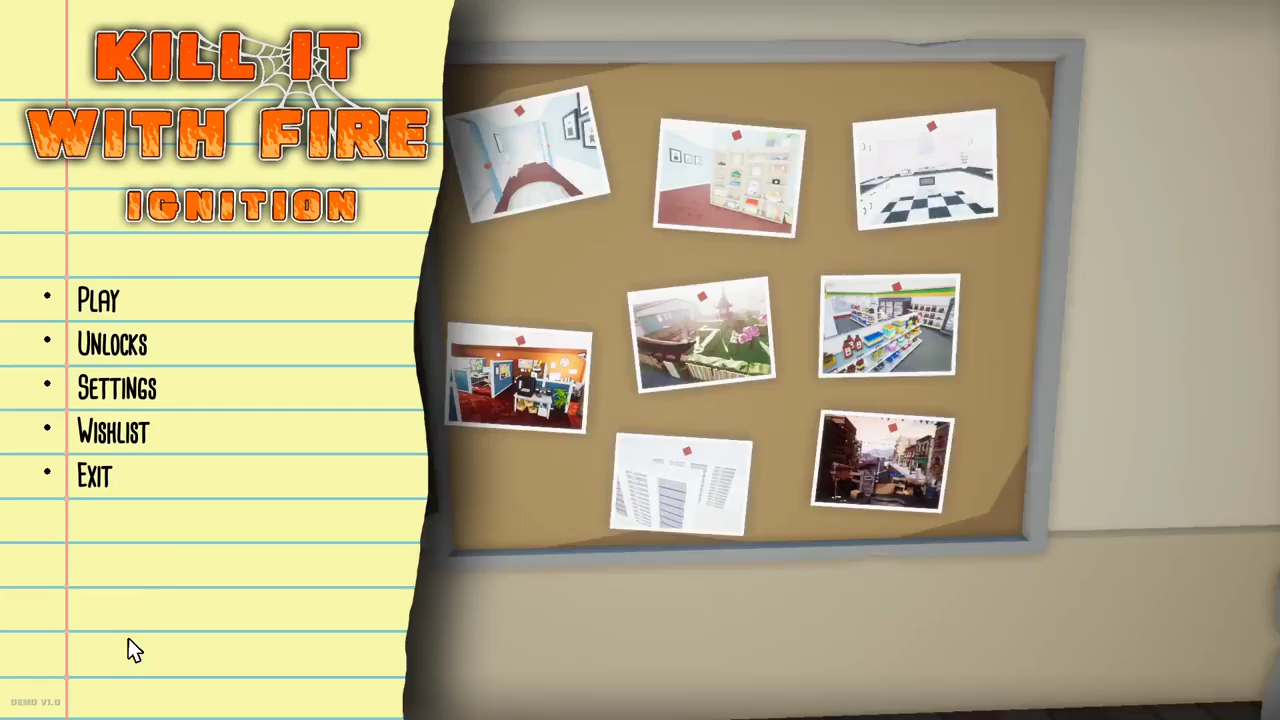 KILL IT
WITH FIRE
IGNITION
• PLAY
• UNLOCKS
• SETTINGS
• WISHLIST
• EXIT
DEMO V1.0